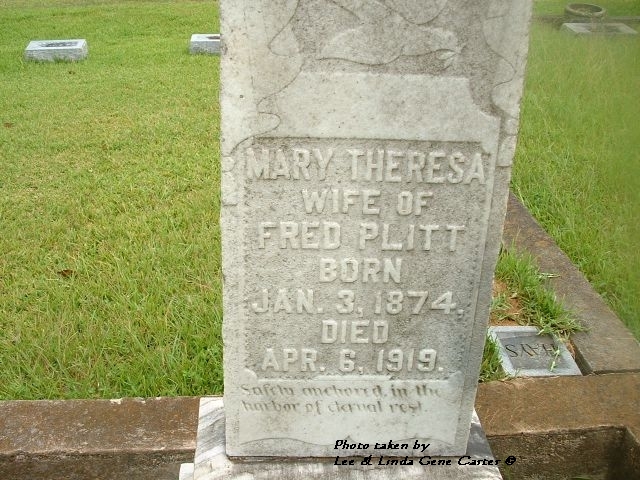 MARY THERESA
WIFE OF
FRED PLITT
BORN
JAN. 3, 1874,
DIED
APR. 6, 1919.
Safely anchored in the
harbor of eternal rest.
Photo taken by
Lee & Linda Gene Carter ©